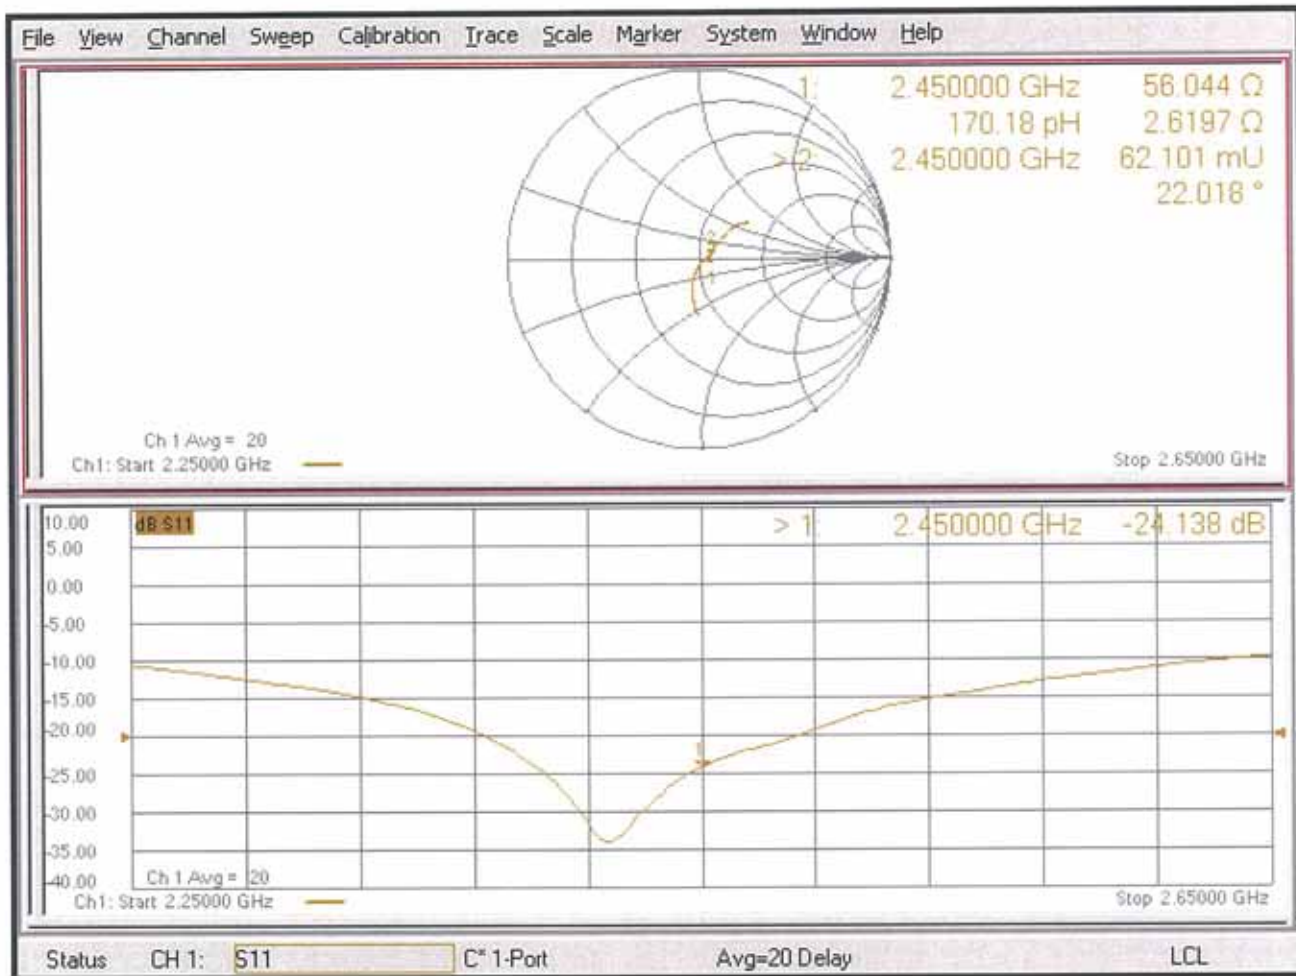 File View Channel Sweep Calibration Trace Scale Marker System Window Help
1: 2.450000 GHz 56.044 Ω
170.18 pH 2.6197 Ω
> 2: 2.450000 GHz 62.101 mU
22.018 °
Ch 1 Avg = 20
Ch1: Start 2.25000 GHz
Stop 2.65000 GHz
10.00
dB S11
> 1: 2.450000 GHz -24.138 dB
5.00
0.00
-5.00
-10.00
-15.00
-20.00
-25.00
-30.00
-35.00
-40.00
1
Ch 1 Avg = 20
Ch1: Start 2.25000 GHz
Stop 2.65000 GHz
Status CH 1: S11 C* 1-Port Avg=20 Delay LCL